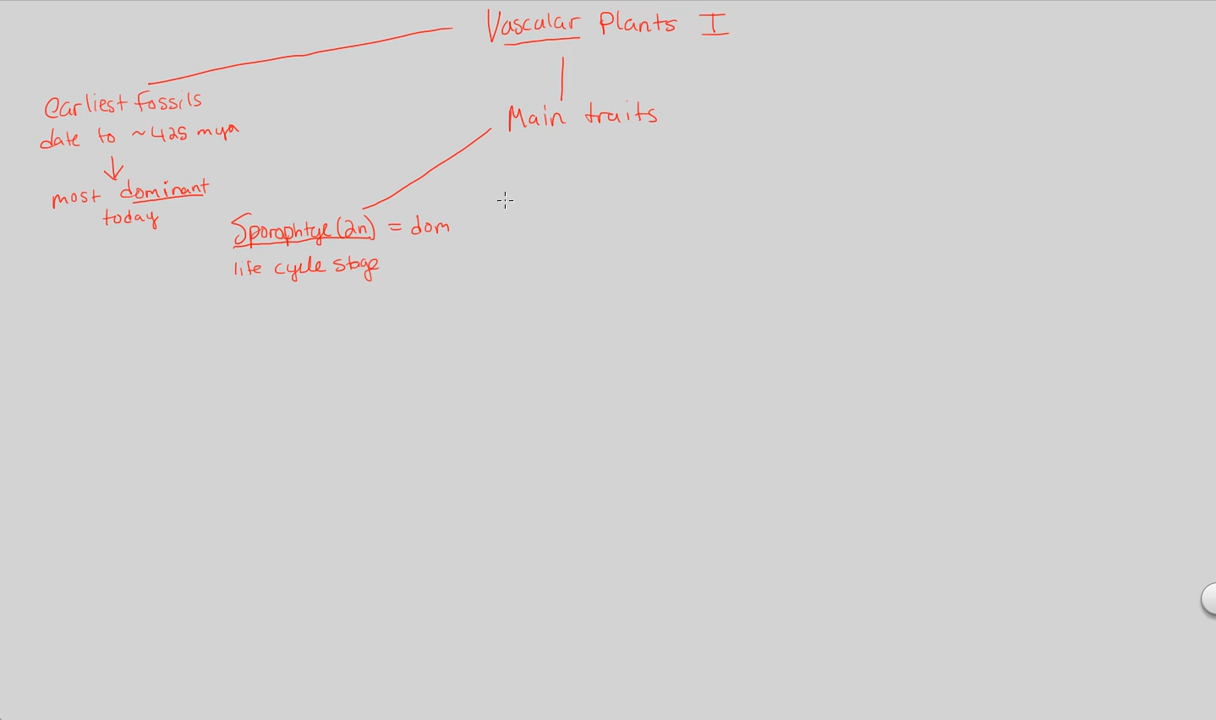 Vascular Plants I
Earliest fossils
date to ~425 mya
most dominant
today
Main traits
Sporophtye (2n) = dom
life cycle stage